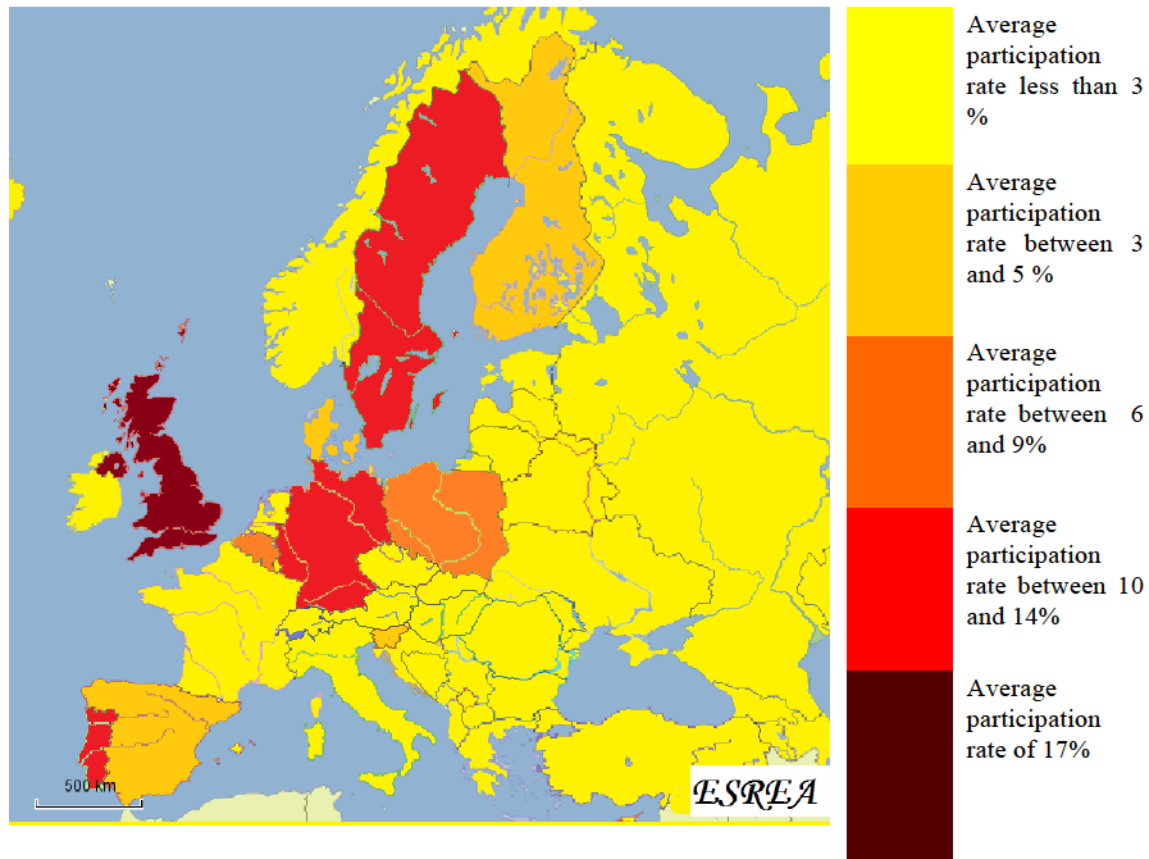 Average
participation
rate less than 3
%
Average
participation
rate between 3
and 5 %
Average
participation
rate between 6
and 9%
Average
participation
rate between 10
and 14%
Average
participation
rate of 17%
500 km
ESREA